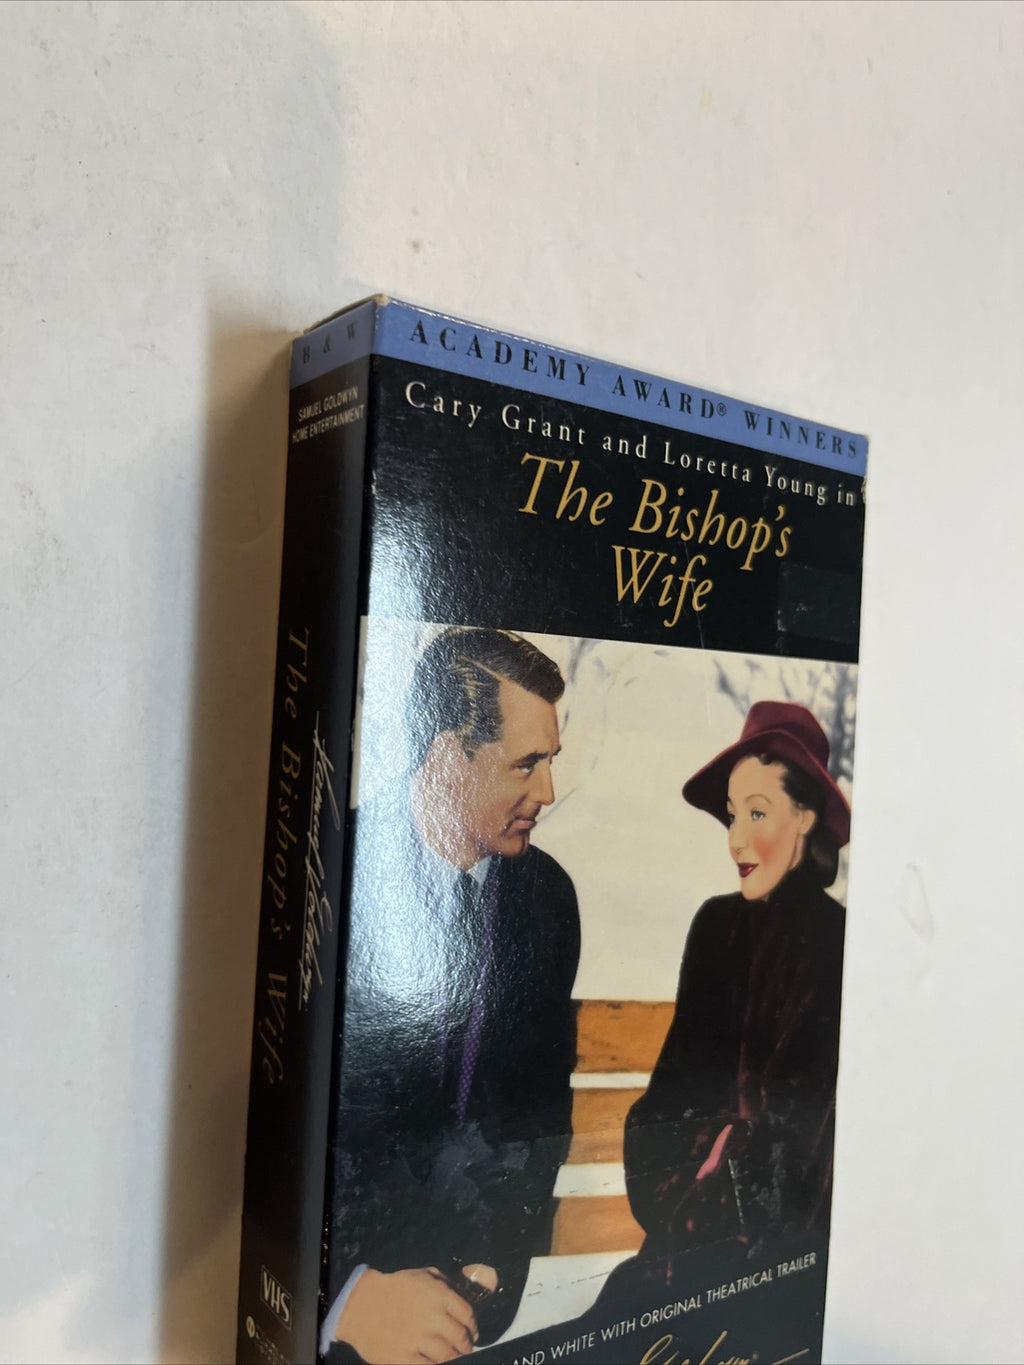 ACADEMY AWARD® WINNERS
Cary Grant and Loretta Young in
The Bishop's
Wife
AND WHITE WITH ORIGINAL THEATRICAL TRAILER
B & W
SAMUEL GOLDWYN
HOME ENTERTAINMENT
The Bishop's Wife
Samuel Goldwyn
VHS